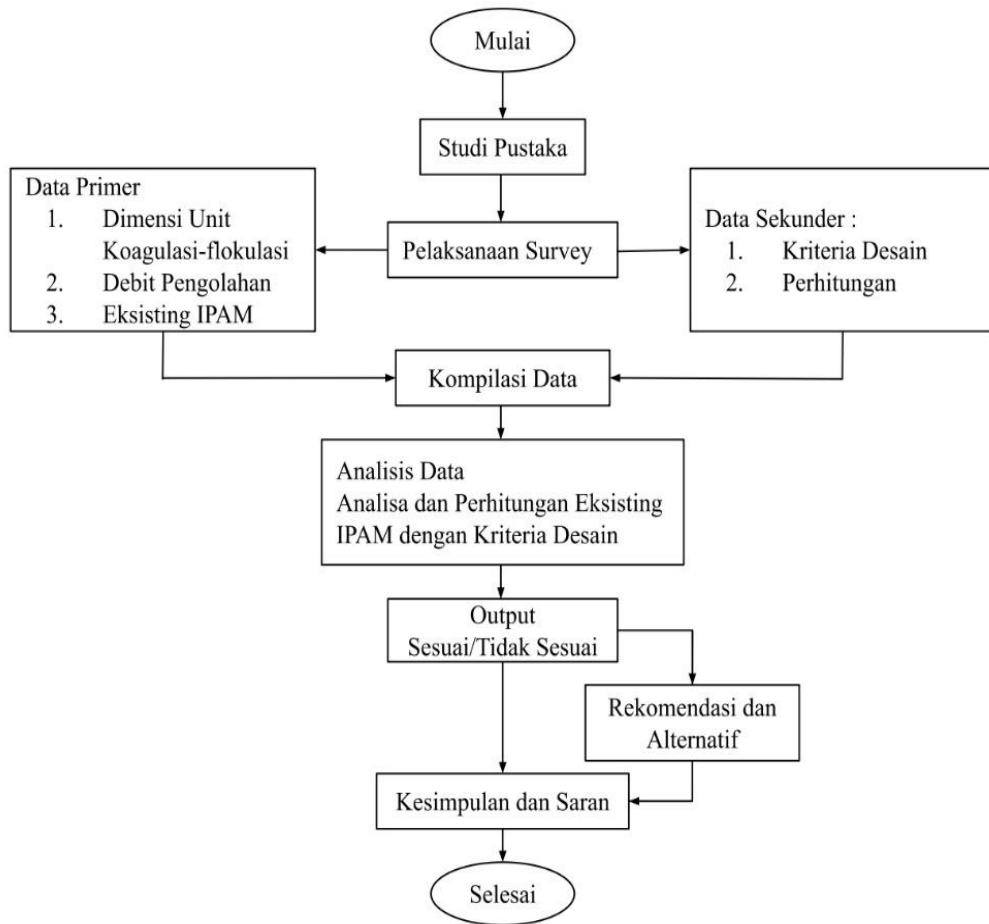 Mulai
Studi Pustaka
Data Primer
1. Dimensi Unit
Koagulasi-flokulasi
2. Debit Pengolahan
3. Eksisting IPAM
Pelaksanaan Survey
Data Sekunder :
1. Kriteria Desain
2. Perhitungan
Kompilasi Data
Analisis Data
Analisa dan Perhitungan Eksisting
IPAM dengan Kriteria Desain
Output
Sesuai/Tidak Sesuai
Rekomendasi dan
Alternatif
Kesimpulan dan Saran
Selesai